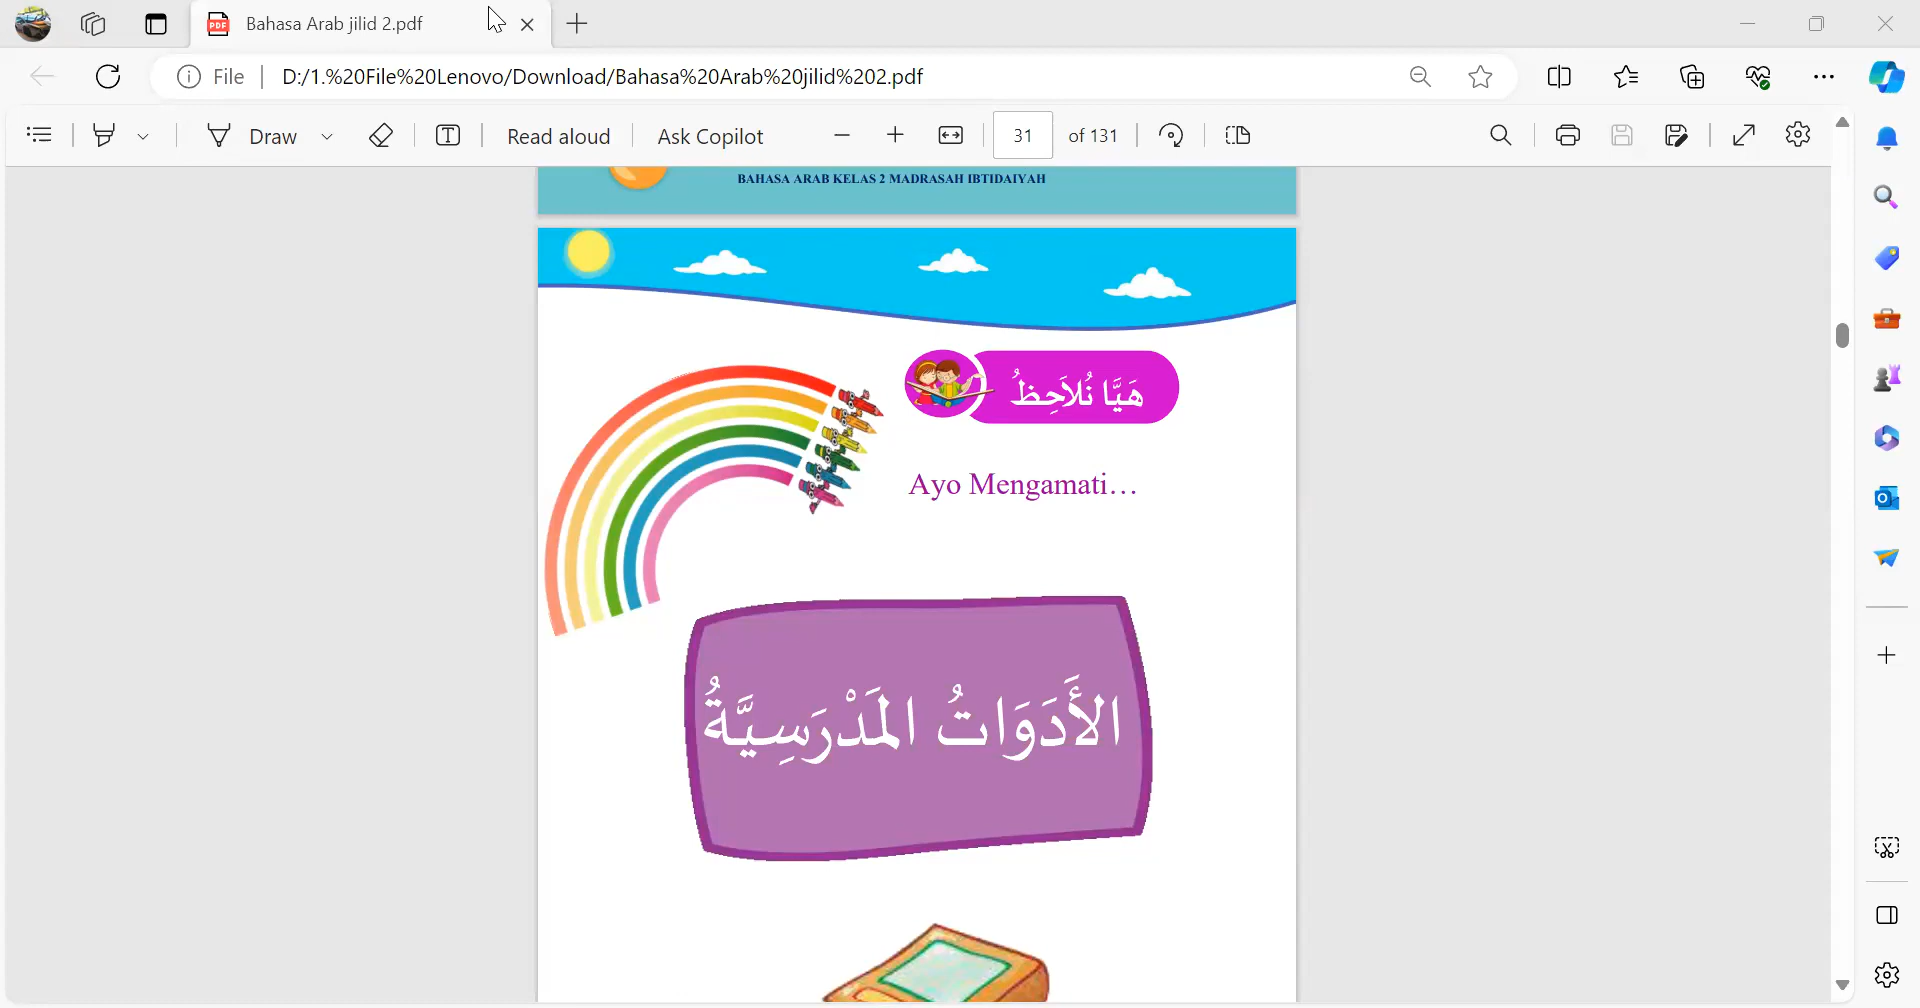 Bahasa Arab jilid 2.pdf
File
D:/1.%20File%20Lenovo/Download/Bahasa%20Arab%20jilid%202.pdf
Draw
Read aloud
Ask Copilot
31 of 131
BAHASA ARAB KELAS 2 MADRASAH IBTIDAIYAH
هَيَّا نُلاَحِظُ
Ayo Mengamati…
الأَدَوَاتُ المَدْرَسِيَّةُ